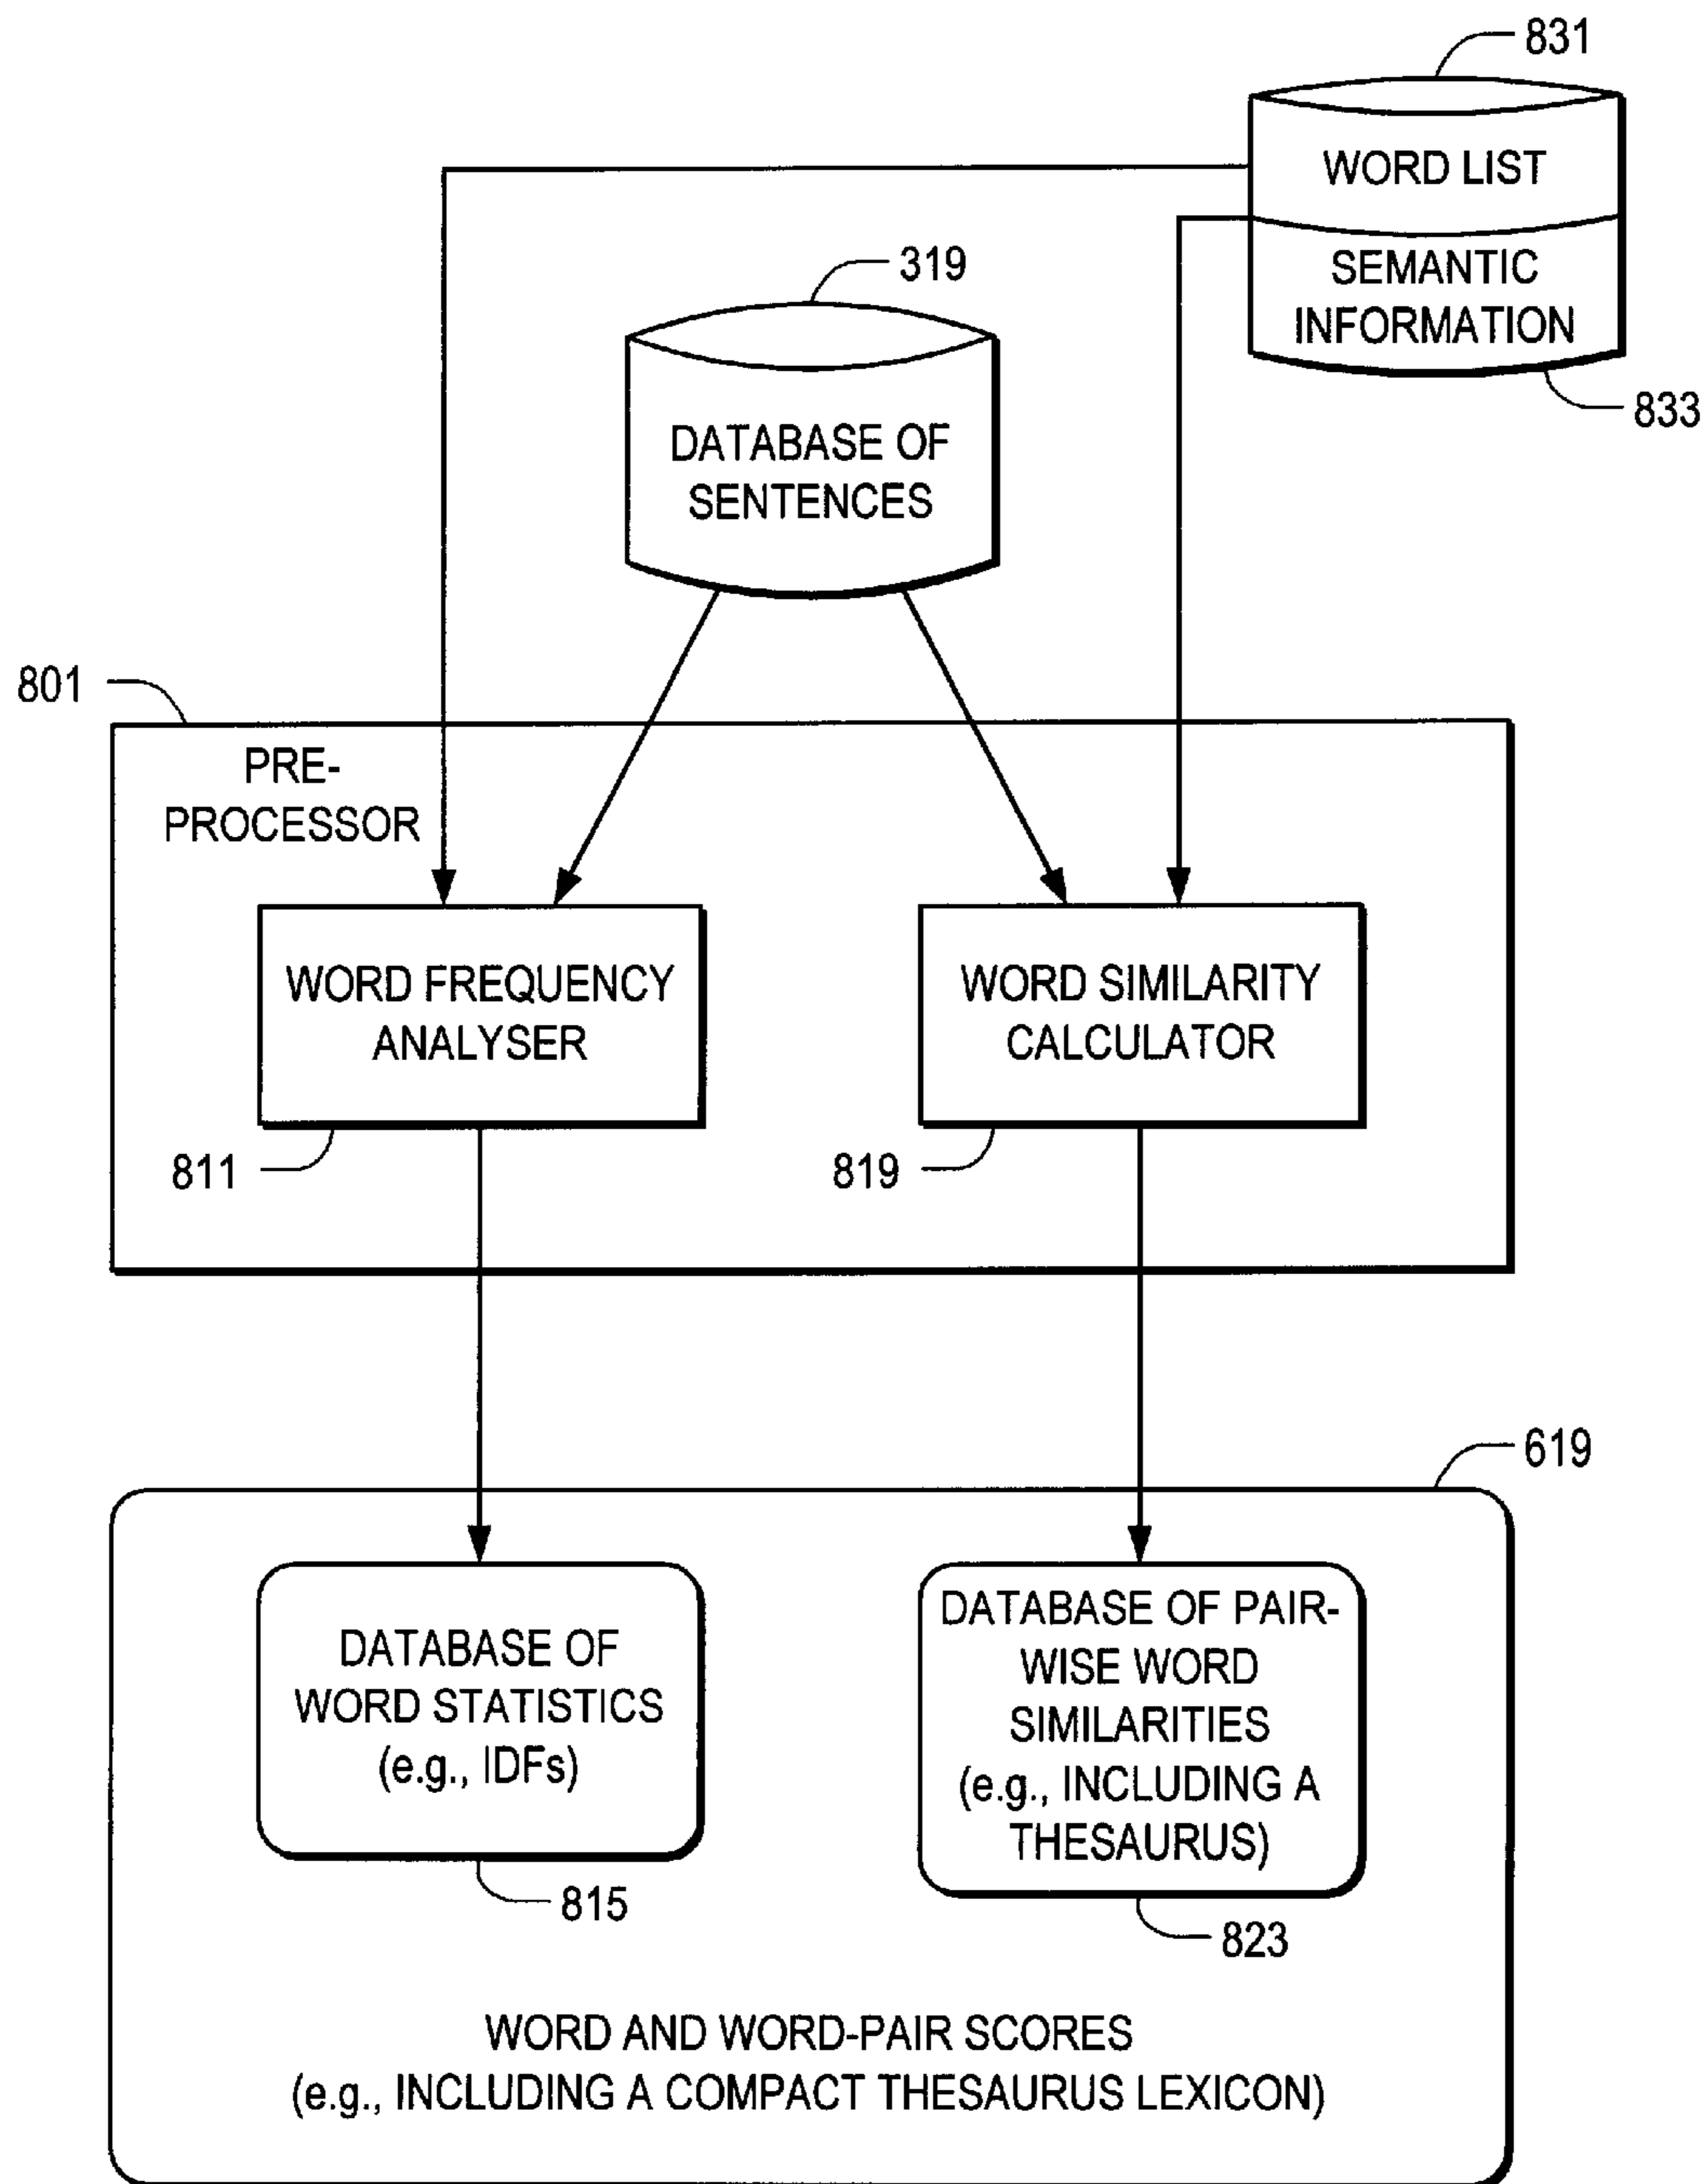 831
WORD LIST
SEMANTIC
INFORMATION
833
319
DATABASE OF
SENTENCES
801
PRE-
PROCESSOR
WORD FREQUENCY
ANALYSER
811
WORD SIMILARITY
CALCULATOR
819
619
DATABASE OF
WORD STATISTICS
(e.g., IDFs)
815
DATABASE OF PAIR-
WISE WORD
SIMILARITIES
(e.g., INCLUDING A
THESAURUS)
823
WORD AND WORD-PAIR SCORES
(e.g., INCLUDING A COMPACT THESAURUS LEXICON)